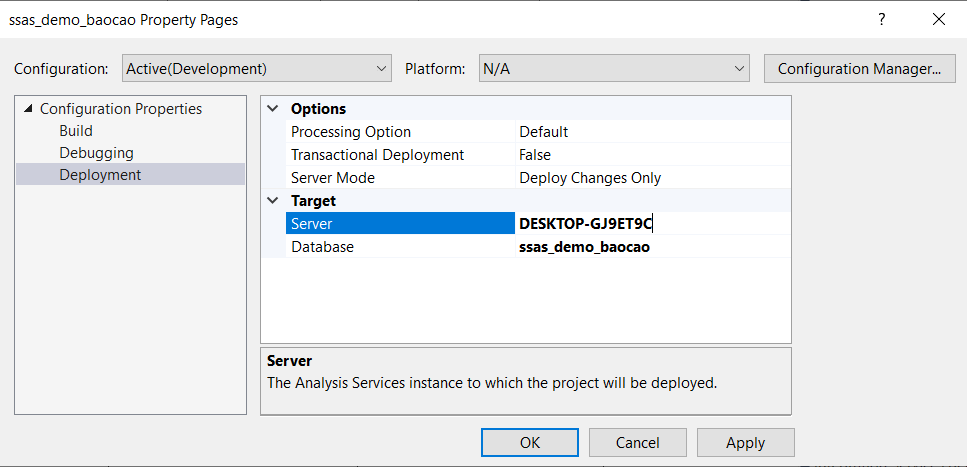 ssas_demo_baocao Property Pages ?
Configuration: Active(Development) Platform: N/A Configuration Manager...
Configuration Properties
Build
Debugging
Deployment
Options
Processing Option Default
Transactional Deployment False
Server Mode Deploy Changes Only
Target
Server DESKTOP-GJ9ET9C
Database ssas_demo_baocao
Server
The Analysis Services instance to which the project will be deployed.
OK Cancel Apply